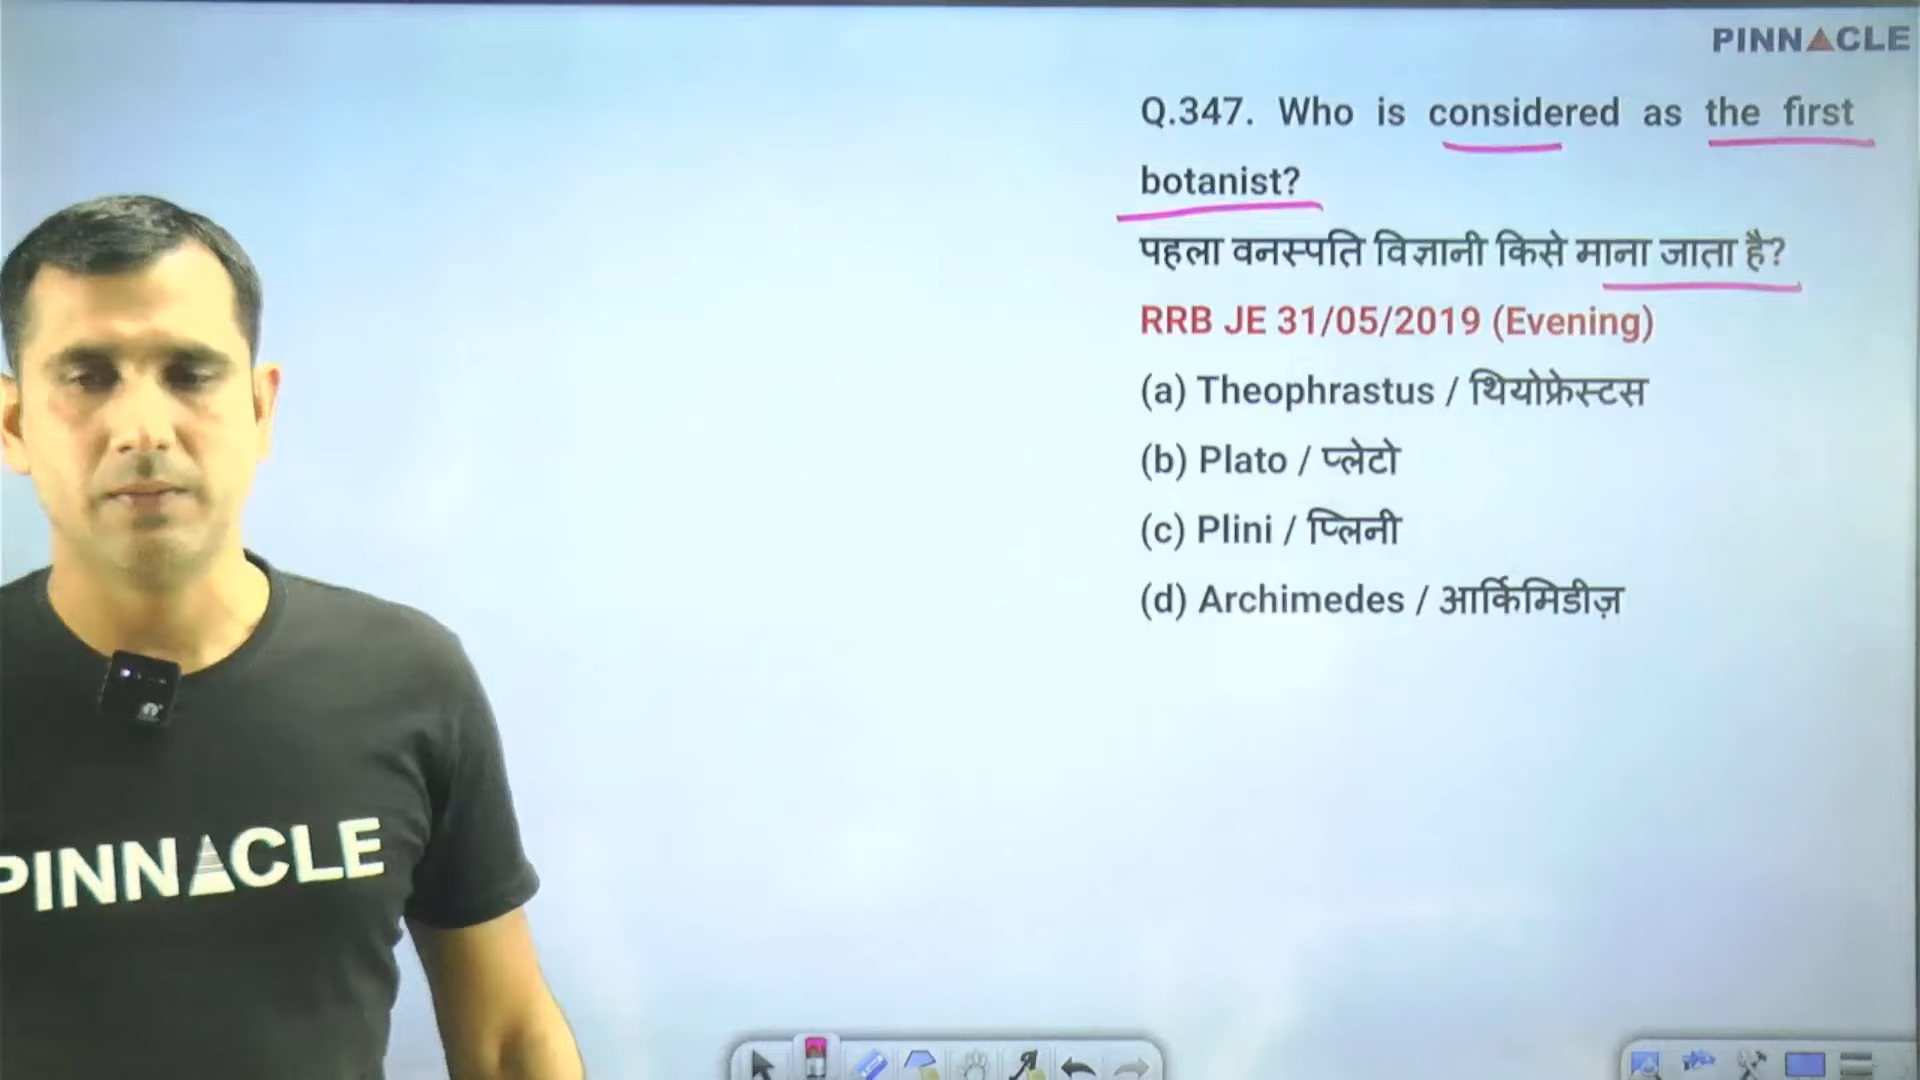 PINNACLE
Q.347. Who is considered as the first
botanist?
पहला वनस्पति विज्ञानी किसे माना जाता है?
RRB JE 31/05/2019 (Evening)
(a) Theophrastus / थियोफ्रेस्टस
(b) Plato / प्लेटो
(c) Plini / प्लिनी
(d) Archimedes / आर्किमिडीज़
PINNACLE